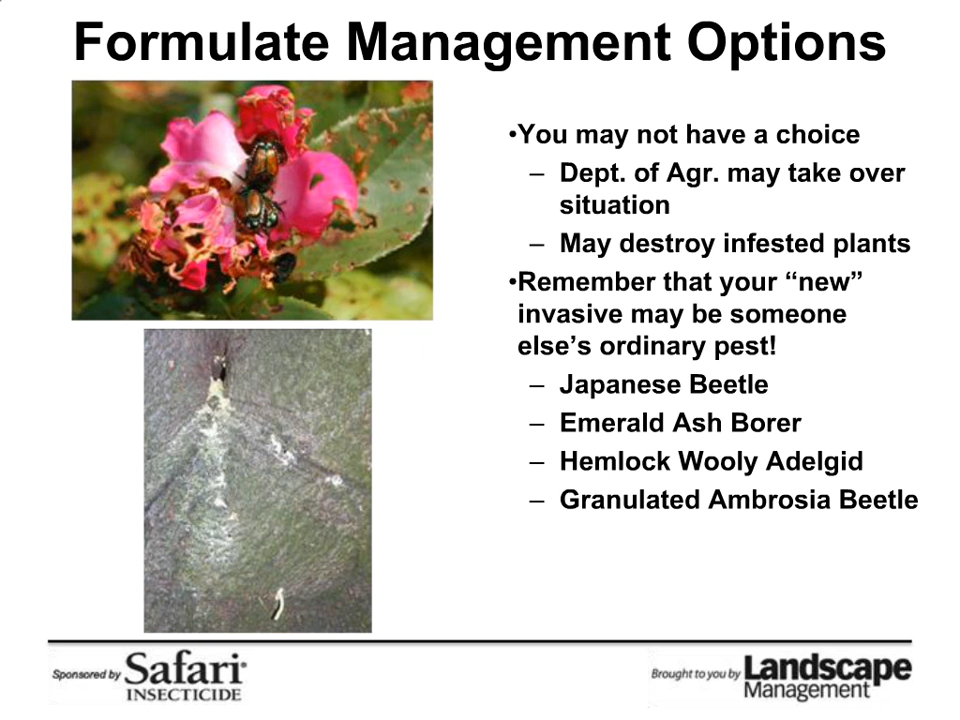 Formulate Management Options
•You may not have a choice
– Dept. of Agr. may take over
situation
– May destroy infested plants
•Remember that your “new”
invasive may be someone
else’s ordinary pest!
– Japanese Beetle
– Emerald Ash Borer
– Hemlock Wooly Adelgid
– Granulated Ambrosia Beetle
Sponsored by Safari®
INSECTICIDE
Brought to you by Landscape
Management